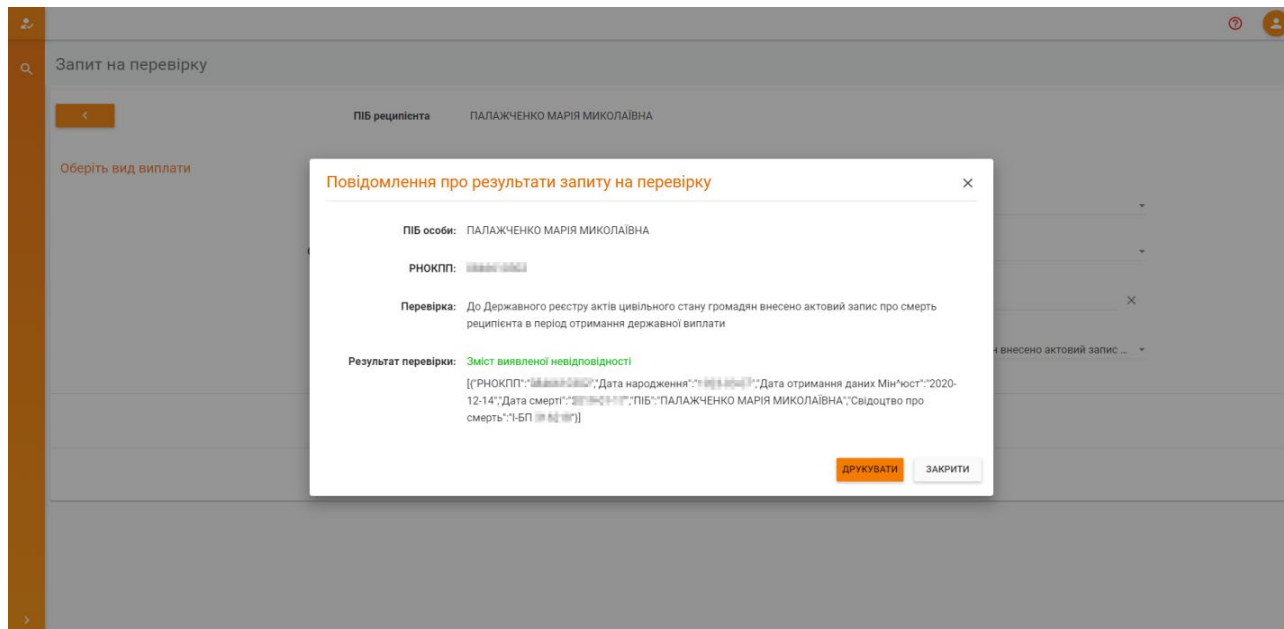 Запит на перевірку
ПІБ реципієнта ПАЛАЖЧЕНКО МАРІЯ МИКОЛАЇВНА
Оберіть вид виплати
Повідомлення про результати запиту на перевірку
ПІБ особи: ПАЛАЖЧЕНКО МАРІЯ МИКОЛАЇВНА
РНОКПП:
Перевірка: До Державного реєстру актів цивільного стану громадян внесено актовий запис про смерть
реципієнта в період отримання державної виплати
н внесено актовий запис ...
Результат перевірки: Зміст виявленої невідповідності
[{"РНОКПП":" ","Дата народження":" ","Дата отримання даних Мін^юст":"2020-
12-14","Дата смерті":" ","ПІБ":"ПАЛАЖЧЕНКО МАРІЯ МИКОЛАЇВНА","Свідоцтво про
смерть":"І-БП "}]
ДРУКУВАТИ ЗАКРИТИ